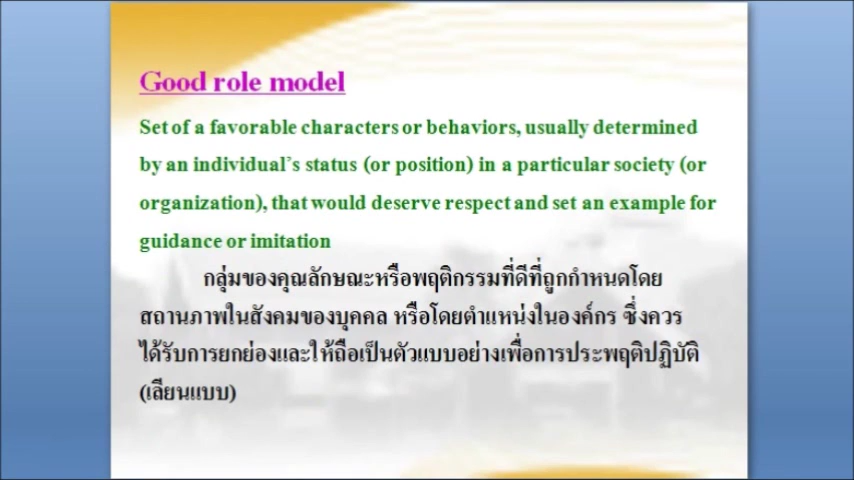 Good role model
Set of a favorable characters or behaviors, usually determined
by an individual's status (or position) in a particular society (or
organization), that would deserve respect and set an example for
guidance or imitation
กลุ่มของคุณลักษณะหรือพฤติกรรมที่ดีที่ถูกกำหนดโดย
สถานภาพในสังคมของบุคคล หรือโดยตำแหน่งในองค์กร ซึ่งควร
ได้รับการยกย่องและให้ถือเป็นตัวแบบอย่างเพื่อการประพฤติปฏิบัติ
(เลียนแบบ)